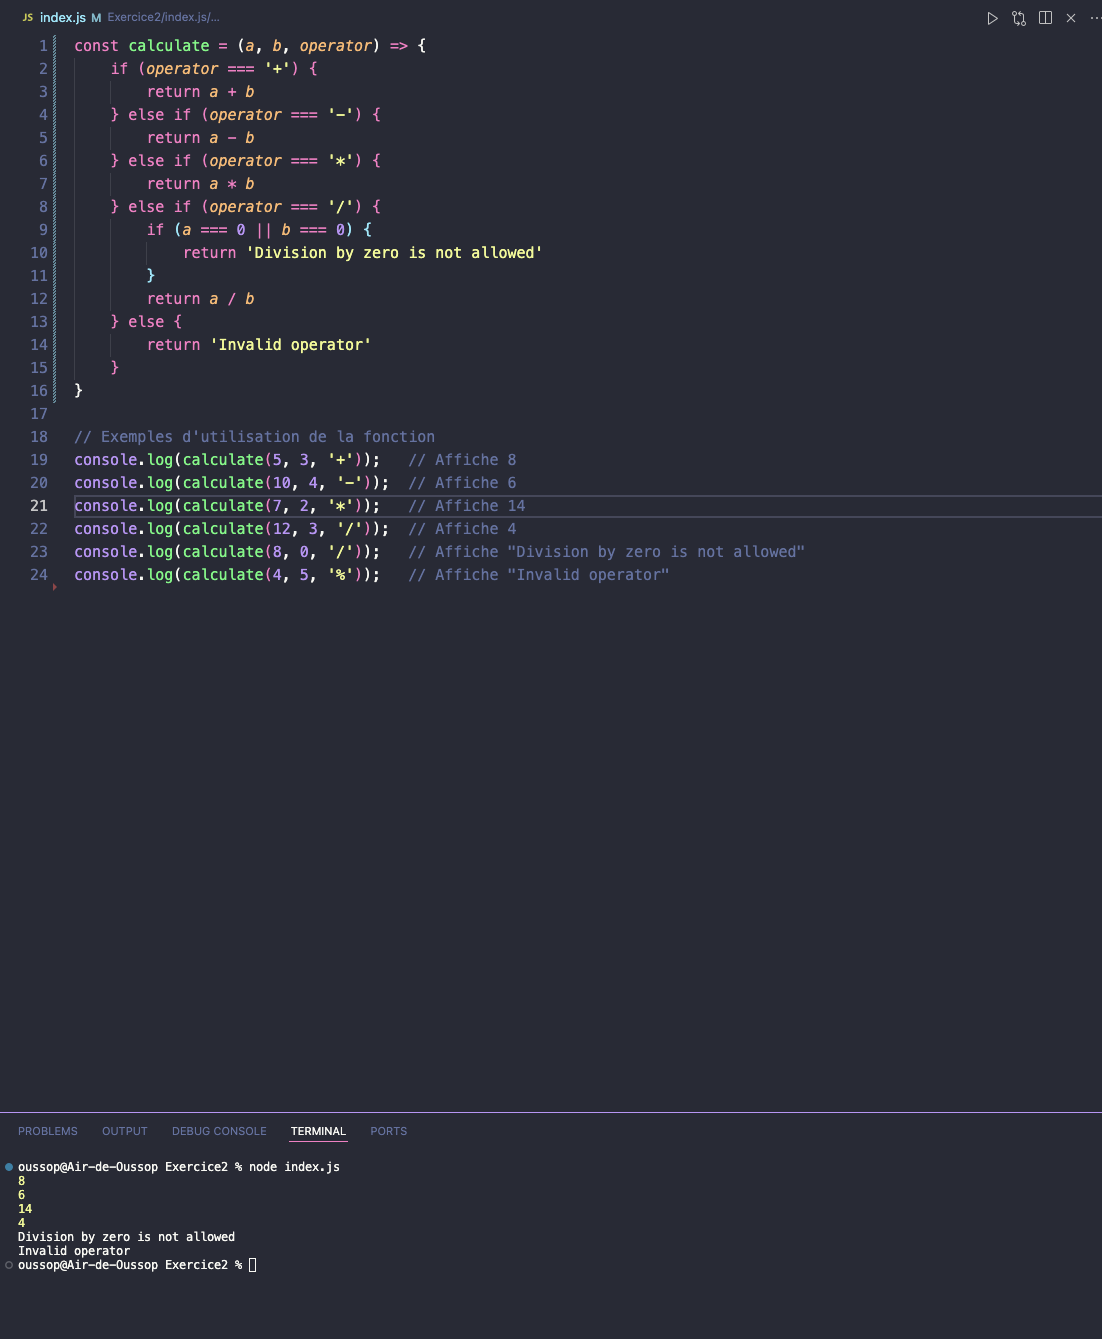 JS index.js M Exercice2/index.js/...
1 const calculate = (a, b, operator) => {
2     if (operator === '+') {
3         return a + b
4     } else if (operator === '-') {
5         return a - b
6     } else if (operator === '*') {
7         return a * b
8     } else if (operator === '/') {
9         if (a === 0 || b === 0) {
10             return 'Division by zero is not allowed'
11         }
12         return a / b
13     } else {
14         return 'Invalid operator'
15     }
16 }
17
18 // Exemples d'utilisation de la fonction
19 console.log(calculate(5, 3, '+'));   // Affiche 8
20 console.log(calculate(10, 4, '-'));  // Affiche 6
21 console.log(calculate(7, 2, '*'));   // Affiche 14
22 console.log(calculate(12, 3, '/'));  // Affiche 4
23 console.log(calculate(8, 0, '/'));   // Affiche "Division by zero is not allowed"
24 console.log(calculate(4, 5, '%'));   // Affiche "Invalid operator"
PROBLEMS OUTPUT DEBUG CONSOLE TERMINAL PORTS
oussop@Air-de-Oussop Exercice2 % node index.js
8
6
14
4
Division by zero is not allowed
Invalid operator
oussop@Air-de-Oussop Exercice2 %